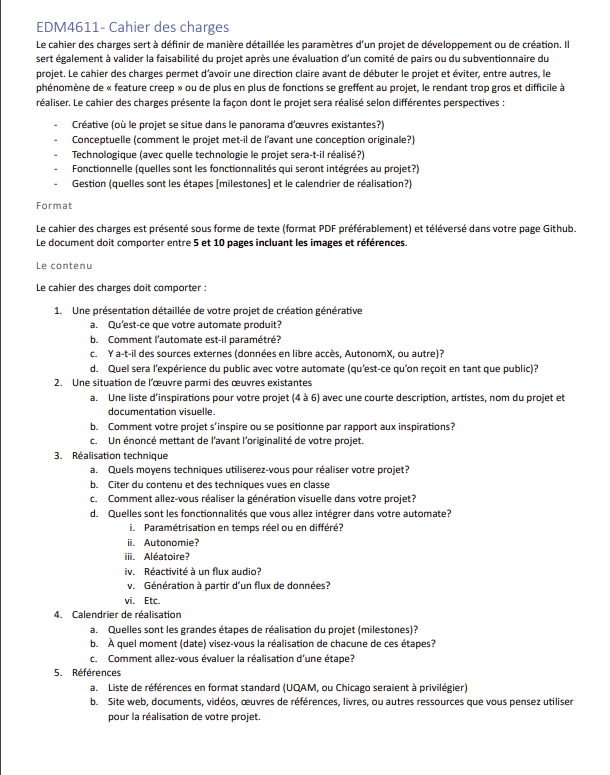 EDM4611- Cahier des charges
Le cahier des charges sert à définir de manière détaillée les paramètres d'un projet de développement ou de création. Il
sert également à valider la faisabilité du projet après une évaluation d'un comité de pairs ou du subventionnaire du
projet. Le cahier des charges permet d'avoir une direction claire avant de débuter le projet et éviter, entre autres, le
phénomène de « feature creep » ou de plus en plus de fonctions se greffent au projet, le rendant trop gros et difficile à
réaliser. Le cahier des charges présente la façon dont le projet sera réalisé selon différentes perspectives :
- Créative (où le projet se situe dans le panorama d'œuvres existantes?)
- Conceptuelle (comment le projet met-il de l'avant une conception originale?)
- Technologique (avec quelle technologie le projet sera-t-il réalisé?)
- Fonctionnelle (quelles sont les fonctionnalités qui seront intégrées au projet?)
- Gestion (quelles sont les étapes [milestones] et le calendrier de réalisation?)
Format
Le cahier des charges est présenté sous forme de texte (format PDF préférablement) et téléversé dans votre page Github.
Le document doit comporter entre 5 et 10 pages incluant les images et références.
Le contenu
Le cahier des charges doit comporter :
1. Une présentation détaillée de votre projet de création générative
a. Qu'est-ce que votre automate produit?
b. Comment l'automate est-il paramétré?
c. Y a-t-il des sources externes (données en libre accès, AutonomX, ou autre)?
d. Quel sera l'expérience du public avec votre automate (qu'est-ce qu'on reçoit en tant que public)?
2. Une situation de l'œuvre parmi des œuvres existantes
a. Une liste d'inspirations pour votre projet (4 à 6) avec une courte description, artistes, nom du projet et
documentation visuelle.
b. Comment votre projet s'inspire ou se positionne par rapport aux inspirations?
c. Un énoncé mettant de l'avant l'originalité de votre projet.
3. Réalisation technique
a. Quels moyens techniques utiliserez-vous pour réaliser votre projet?
b. Citer du contenu et des techniques vues en classe
c. Comment allez-vous réaliser la génération visuelle dans votre projet?
d. Quelles sont les fonctionnalités que vous allez intégrer dans votre automate?
i. Paramétrisation en temps réel ou en différé?
ii. Autonomie?
iii. Aléatoire?
iv. Réactivité à un flux audio?
v. Génération à partir d'un flux de données?
vi. Etc.
4. Calendrier de réalisation
a. Quelles sont les grandes étapes de réalisation du projet (milestones)?
b. À quel moment (date) visez-vous la réalisation de chacune de ces étapes?
c. Comment allez-vous évaluer la réalisation d'une étape?
5. Références
a. Liste de références en format standard (UQAM, ou Chicago seraient à privilégier)
b. Site web, documents, vidéos, œuvres de références, livres, ou autres ressources que vous pensez utiliser
pour la réalisation de votre projet.